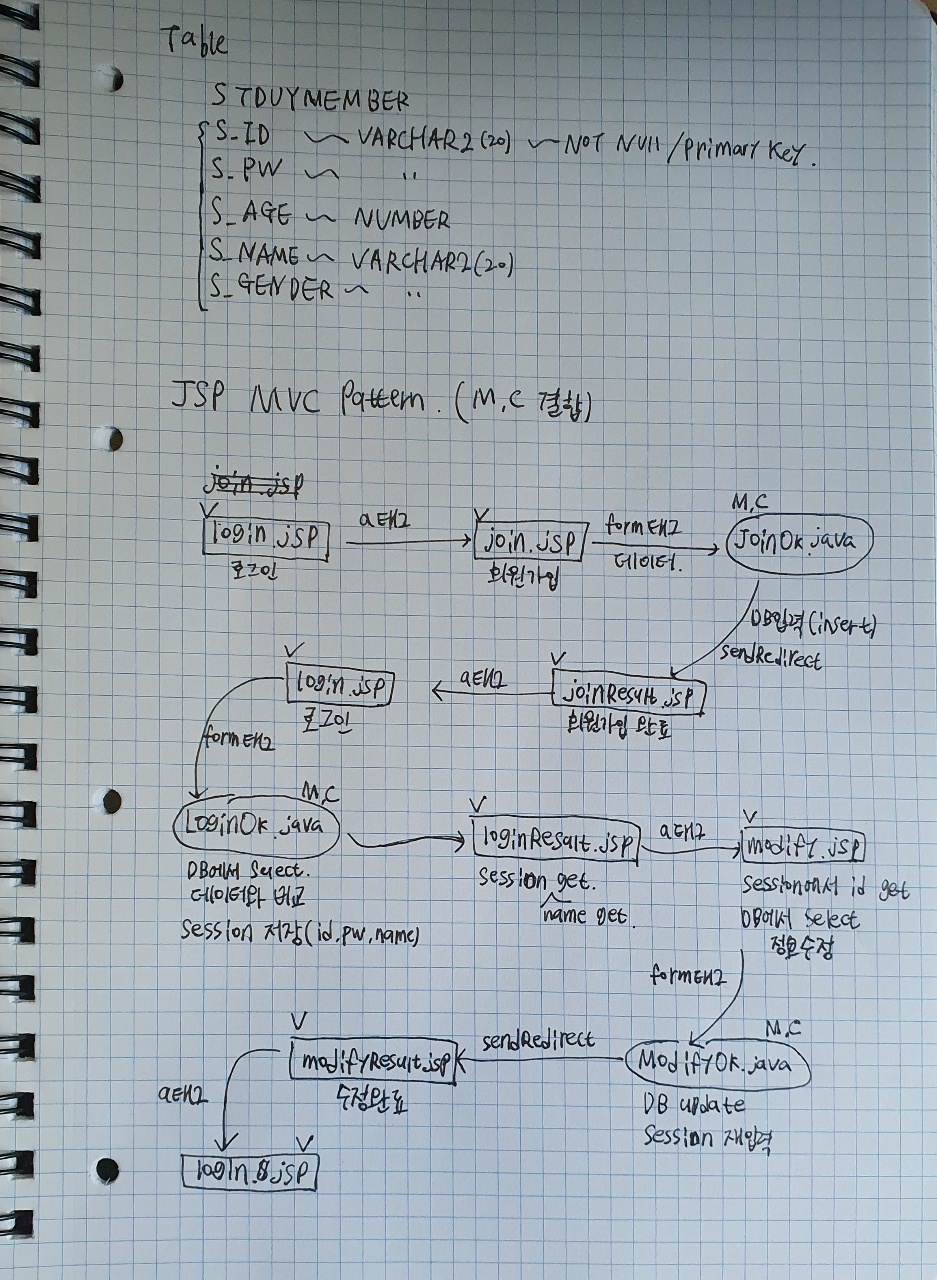 Table
STDUYMEMBER
S_ID ~ VARCHAR2(20) ~ NOT NULL / Primary Key.
S_PW ~ "
S_AGE ~ NUMBER
S_NAME ~ VARCHAR2(20)
S_GENDER ~ "
JSP MVC Pattern. (M,C 결합)
join.jsp
V
login.jsp
로그인
a태그
V
join.jsp
회원가입
form태그
데이터.
M,C
JoinOk.java
DB입력(insert)
sendRedirect
V
joinResult.jsp
회원가입 완료
a태그
V
login.jsp
로그인
form태그
M,C
LoginOk.java
DB에서 Select.
데이터와 비교
Session 저장(id,pw,name)
V
loginResult.jsp
Session get.
name get.
a태그
V
modify.jsp
Session에서 id get
DB에서 Select
정보수정
form태그
M,C
ModifyOk.java
DB update
Session 재입력
sendRedirect
V
modifyResult.jsp
수정완료
a태그
V
login.jsp